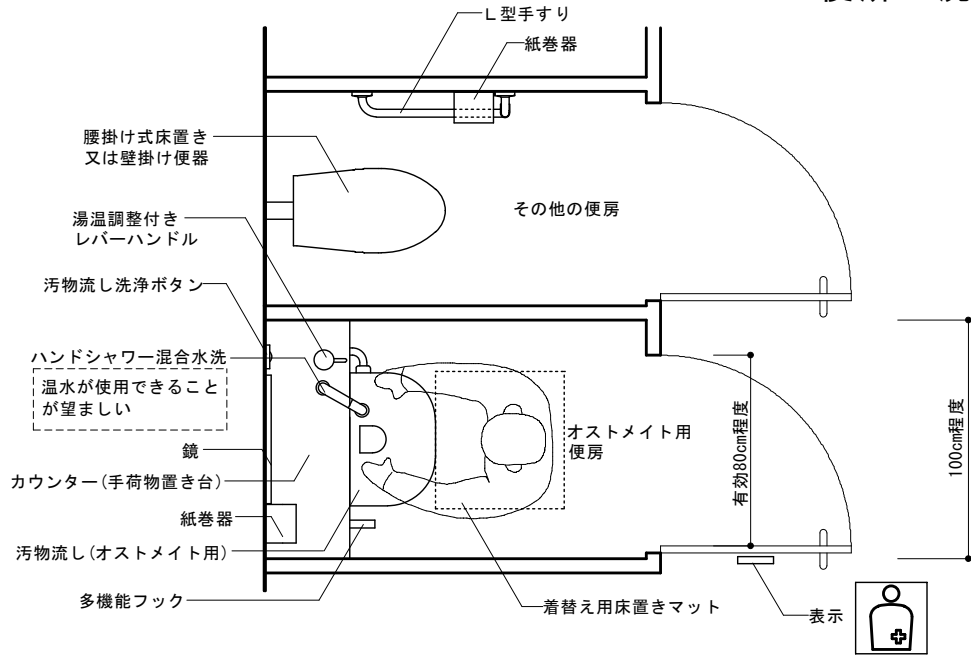 L型手すり
紙巻器
腰掛け式床置き
又は壁掛け便器
その他の便房
湯温調整付き
レバーハンドル
汚物流し洗浄ボタン
ハンドシャワー混合水洗
温水が使用できること
が望ましい
オストメイト用
便房
有効80cm程度
100cm程度
鏡
カウンター(手荷物置き台)
紙巻器
汚物流し(オストメイト用)
多機能フック
着替え用床置きマット
表示